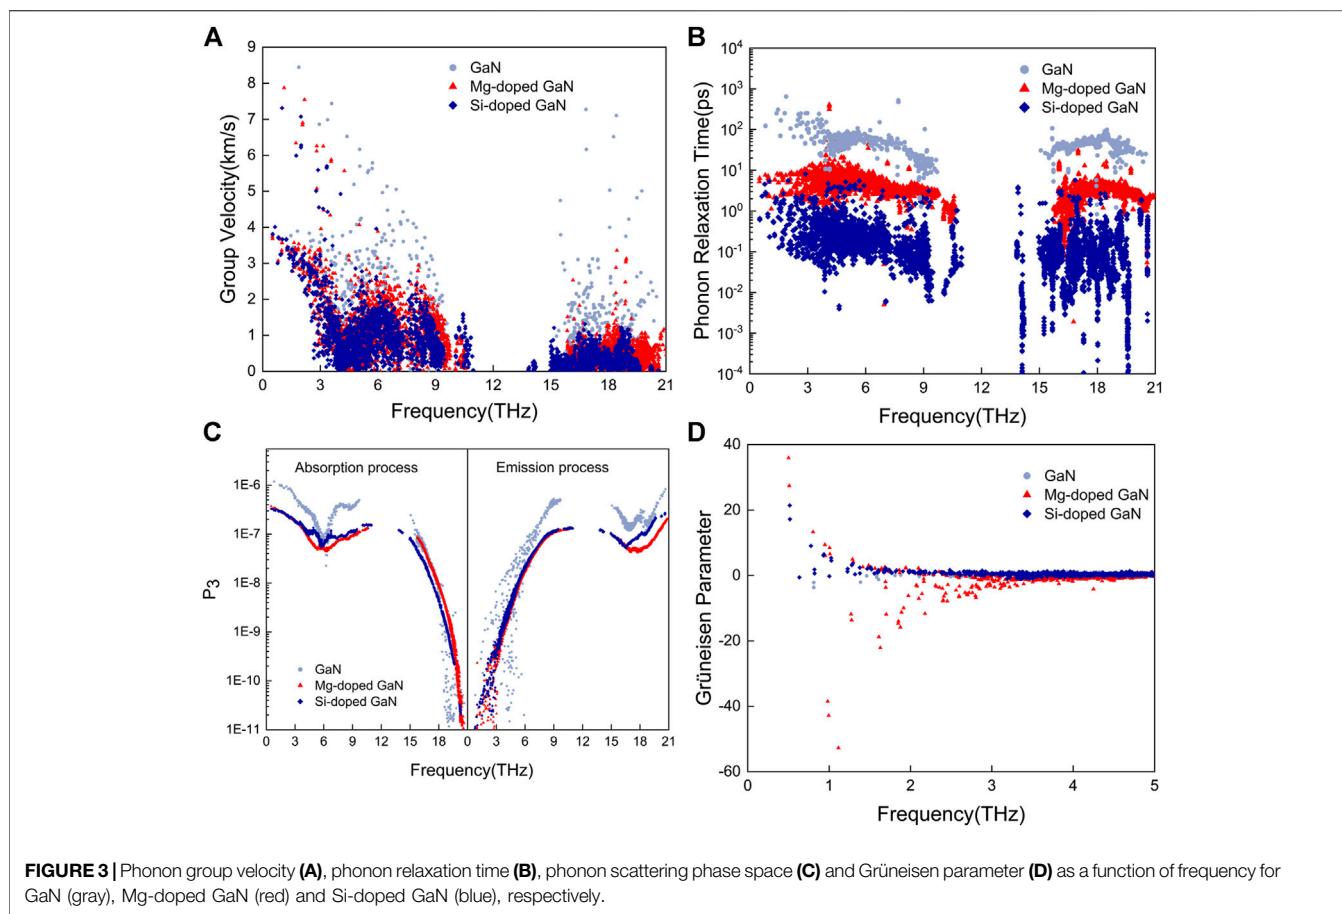 A
9
8
7
6
5
4
3
2
1
0
Group Velocity(km/s)
GaN
Mg-doped GaN
Si-doped GaN
0 3 6 9 12 15 18 21
Frequency(THz)
B
10^4
10^3
10^2
10^1
10^0
10^-1
10^-2
10^-3
10^-4
Phonon Relaxation Time(ps)
GaN
Mg-doped GaN
Si-doped GaN
0 3 6 9 12 15 18 21
Frequency(THz)
C
Absorption process
Emission process
1E-6
1E-7
1E-8
1E-9
1E-10
1E-11
P3
GaN
Mg-doped GaN
Si-doped GaN
0 3 6 9 12 15 18 0 3 6 9 12 15 18 21
Frequency(THz)
D
40
20
0
-20
-40
-60
Grüneisen Parameter
GaN
Mg-doped GaN
Si-doped GaN
0 1 2 3 4 5
Frequency(THz)
FIGURE 3 | Phonon group velocity (A), phonon relaxation time (B), phonon scattering phase space (C) and Grüneisen parameter (D) as a function of frequency for
GaN (gray), Mg-doped GaN (red) and Si-doped GaN (blue), respectively.